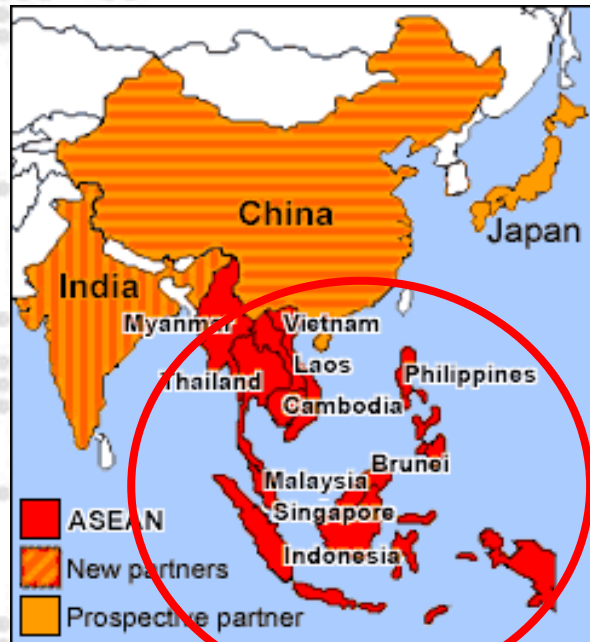 China
Japan
India
Myanmar
Vietnam
Laos
Thailand
Philippines
Cambodia
Brunei
Malaysia
Singapore
Indonesia
ASEAN
New partners
Prospective partner